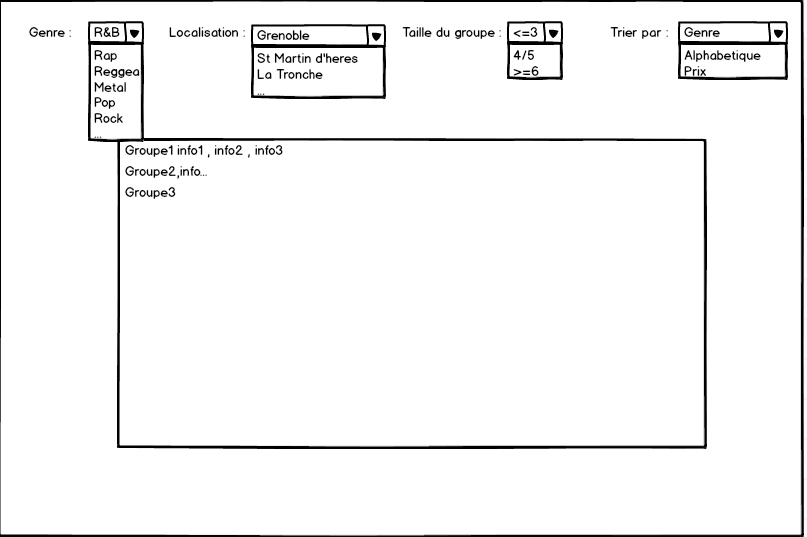 Genre : R&B Localisation : Grenoble Taille du groupe : <=3 Trier par : Genre
Rap
Reggea
Metal
Pop
Rock
...
St Martin d'heres
La Tronche
...
4/5
>=6
Alphabetique
Prix
Groupe1 info1 , info2 , info3
Groupe2,info...
Groupe3